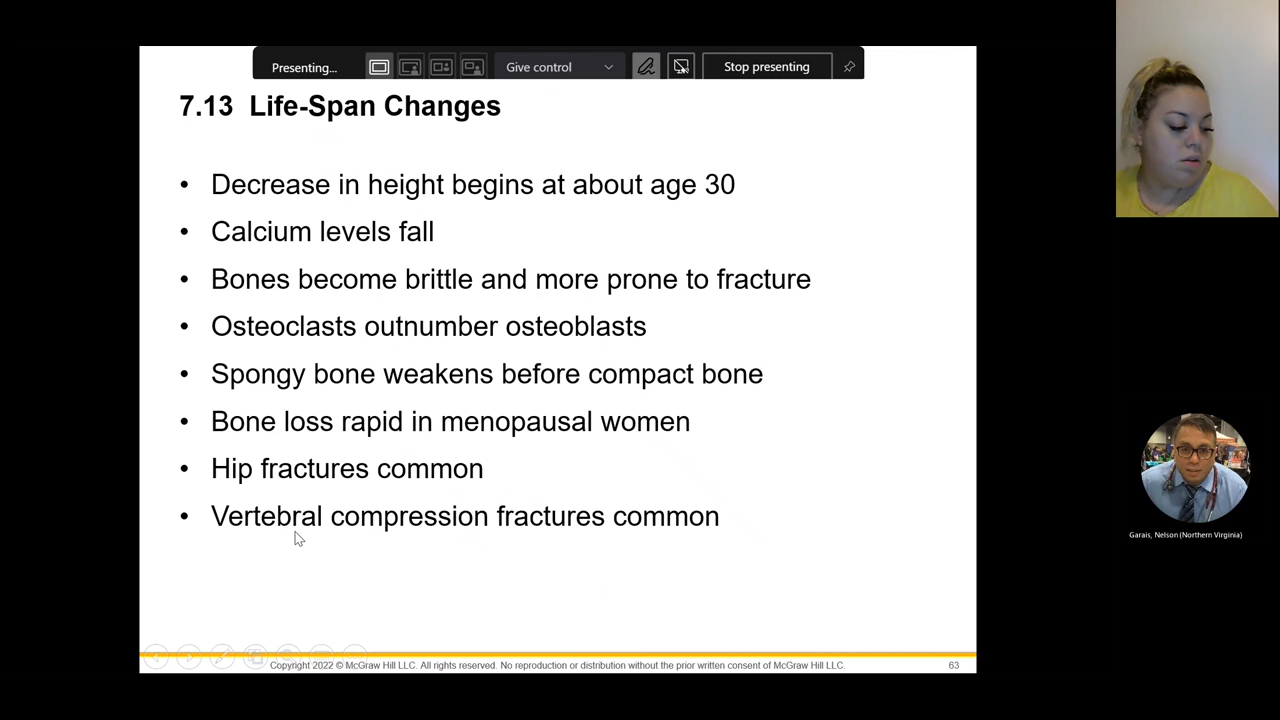 Presenting...
Give control
Stop presenting
7.13 Life-Span Changes
• Decrease in height begins at about age 30
• Calcium levels fall
• Bones become brittle and more prone to fracture
• Osteoclasts outnumber osteoblasts
• Spongy bone weakens before compact bone
• Bone loss rapid in menopausal women
• Hip fractures common
• Vertebral compression fractures common
Garais, Nelson (Northern Virginia)
Copyright 2022 © McGraw Hill LLC. All rights reserved. No reproduction or distribution without the prior written consent of McGraw Hill LLC.
63